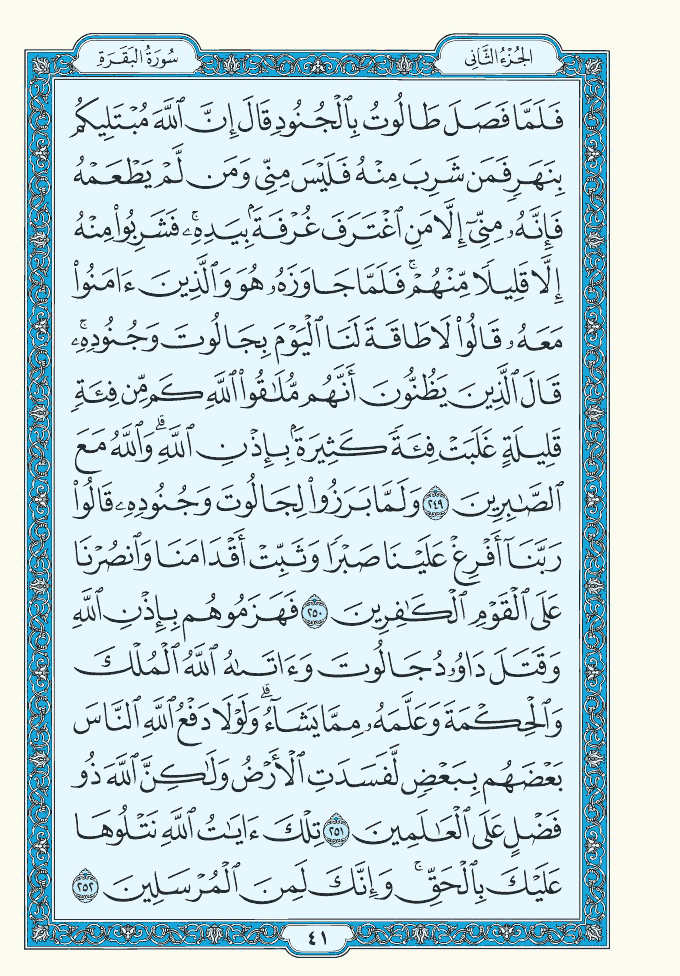 الجُزْءُ الثَّانِي
سُورَةُ البَقَرَةِ
فَلَمَّا فَصَلَ طَالُوتُ بِٱلْجُنُودِ قَالَ إِنَّ ٱللَّهَ مُبْتَلِيكُم
بِنَهَرٍ فَمَن شَرِبَ مِنْهُ فَلَيْسَ مِنِّى وَمَن لَّمْ يَطْعَمْهُ
فَإِنَّهُۥ مِنِّىٓ إِلَّا مَنِ ٱغْتَرَفَ غُرْفَةَۢ بِيَدِهِۦۚ فَشَرِبُوا۟ مِنْهُ
إِلَّا قَلِيلًا مِّنْهُمْۚ فَلَمَّا جَاوَزَهُۥ هُوَ وَٱلَّذِينَ ءَامَنُوا۟
مَعَهُۥ قَالُوا۟ لَا طَاقَةَ لَنَا ٱلْيَوْمَ بِجَالُوتَ وَجُنُودِهِۦۚ
قَالَ ٱلَّذِينَ يَظُنُّونَ أَنَّهُم مُّلَٰقُوا۟ ٱللَّهِ كَم مِّن فِئَةٍ
قَلِيلَةٍ غَلَبَتْ فِئَةً كَثِيرَةَۢ بِإِذْنِ ٱللَّهِۗ وَٱللَّهُ مَعَ
ٱلصَّٰبِرِينَ ٢٤٩ وَلَمَّا بَرَزُوا۟ لِجَالُوتَ وَجُنُودِهِۦ قَالُوا۟
رَبَّنَآ أَفْرِغْ عَلَيْنَا صَبْرًا وَثَبِّتْ أَقْدَامَنَا وَٱنصُرْنَا
عَلَى ٱلْقَوْمِ ٱلْكَٰفِرِينَ ٢٥٠ فَهَزَمُوهُم بِإِذْنِ ٱللَّهِ
وَقَتَلَ دَاوُۥدُ جَالُوتَ وَءَاتَىٰهُ ٱللَّهُ ٱلْمُلْكَ
وَٱلْحِكْمَةَ وَعَلَّمَهُۥ مِمَّا يَشَآءُۗ وَلَوْلَا دَفْعُ ٱللَّهِ ٱلنَّاسَ
بَعْضَهُم بِبَعْضٍ لَّفَسَدَتِ ٱلْأَرْضُ وَلَٰكِنَّ ٱللَّهَ ذُو
فَضْلٍ عَلَى ٱلْعَٰلَمِينَ ٢٥١ تِلْكَ ءَايَٰتُ ٱللَّهِ نَتْلُوهَا
عَلَيْكَ بِٱلْحَقِّۚ وَإِنَّكَ لَمِنَ ٱلْمُرْسَلِينَ ٢٥٢
٤١